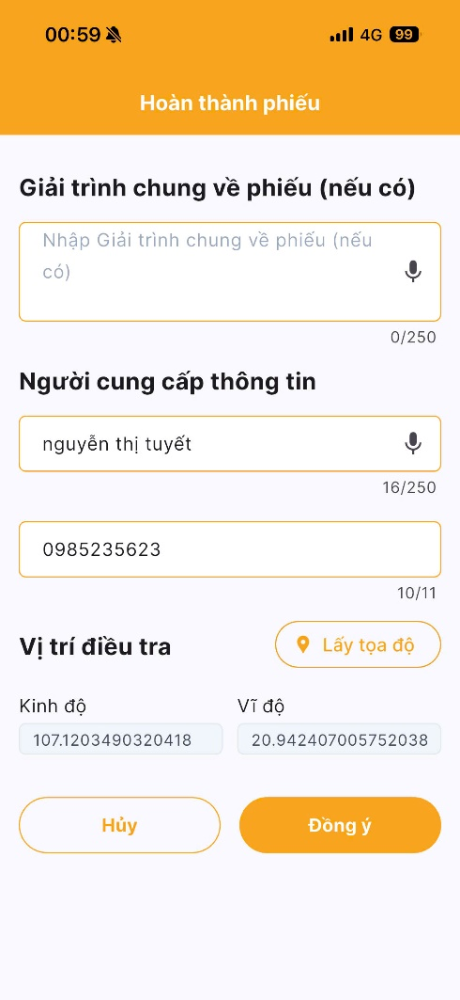 00:59 4G 99
Hoàn thành phiếu
Giải trình chung về phiếu (nếu có)
Nhập Giải trình chung về phiếu (nếu
có)
0/250
Người cung cấp thông tin
nguyễn thị tuyết
16/250
0985235623
10/11
Vị trí điều tra Lấy tọa độ
Kinh độ Vĩ độ
107.1203490320418 20.942407005752038
Hủy Đồng ý